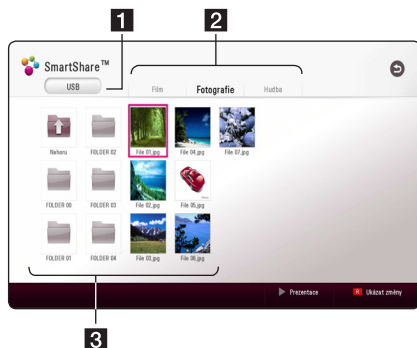 1
2
SmartShare™
USB
Film
Fotografie
Hudba
Nahoru
FOLDER 02
File 01.jpg
File 04.jpg
File 07.jpg
FOLDER 00
FOLDER 03
File 02.jpg
File 05.jpg
FOLDER 01
FOLDER 04
File 03.jpg
File 06.jpg
Prezentace
R Ukázat změny
3